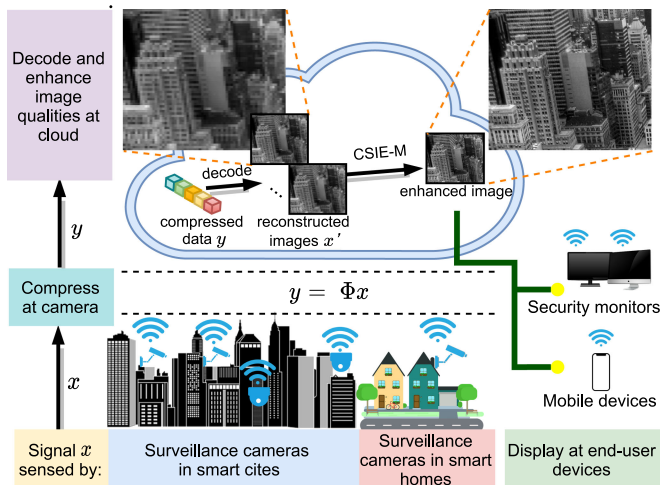 Decode and
enhance
image
qualities at
cloud
decode
CSIE-M
compressed
data y
reconstructed
images x′
enhanced image
y
Compress
at camera
y = Φx
Security monitors
Mobile devices
x
Signal x
sensed by:
Surveillance cameras
in smart cites
Surveillance
cameras in smart
homes
Display at end-user
devices